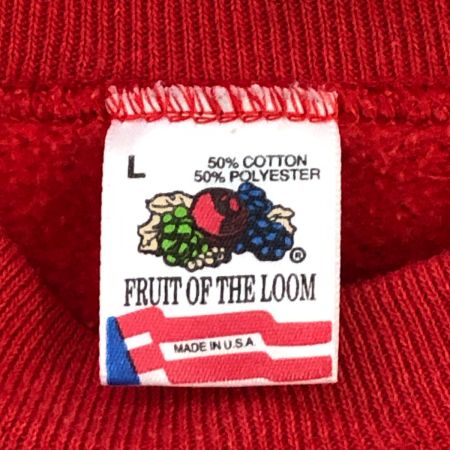 L
50% COTTON
50% POLYESTER
®
FRUIT OF THE LOOM
MADE IN U.S.A.